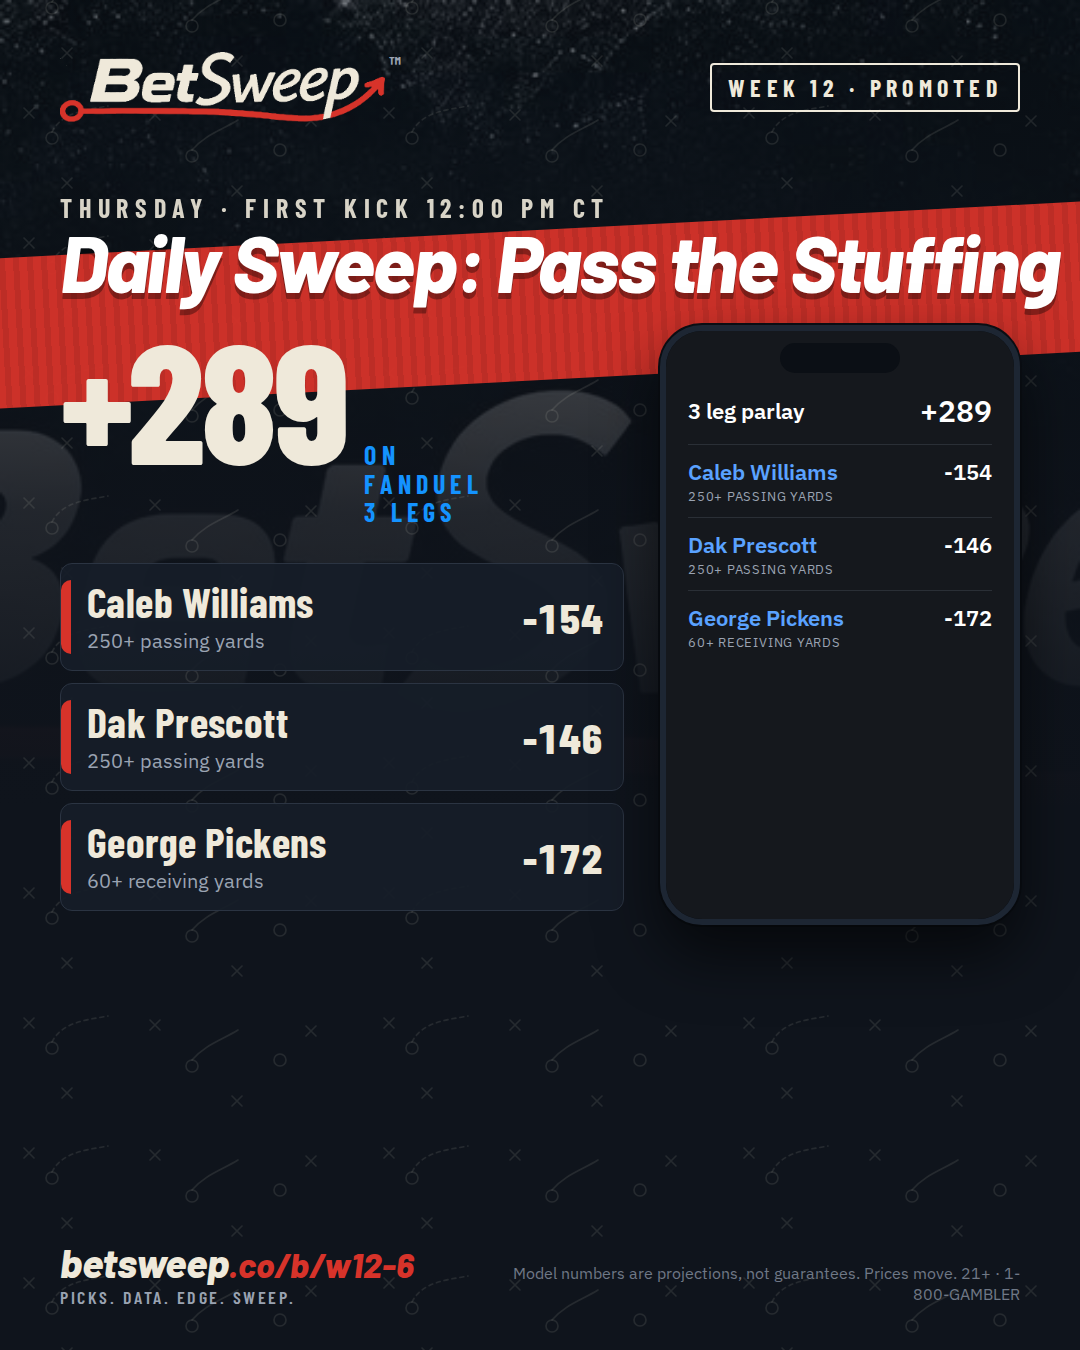 BetSweep™
WEEK 12 · PROMOTED
THURSDAY · FIRST KICK 12:00 PM CT
Daily Sweep: Pass the Stuffing
+289
ON
FANDUEL
3 LEGS
Caleb Williams
250+ passing yards
-154
Dak Prescott
250+ passing yards
-146
George Pickens
60+ receiving yards
-172
3 leg parlay
+289
Caleb Williams
-154
250+ PASSING YARDS
Dak Prescott
-146
250+ PASSING YARDS
George Pickens
-172
60+ RECEIVING YARDS
betsweep.co/b/w12-6
PICKS. DATA. EDGE. SWEEP.
Model numbers are projections, not guarantees. Prices move. 21+ · 1-
800-GAMBLER